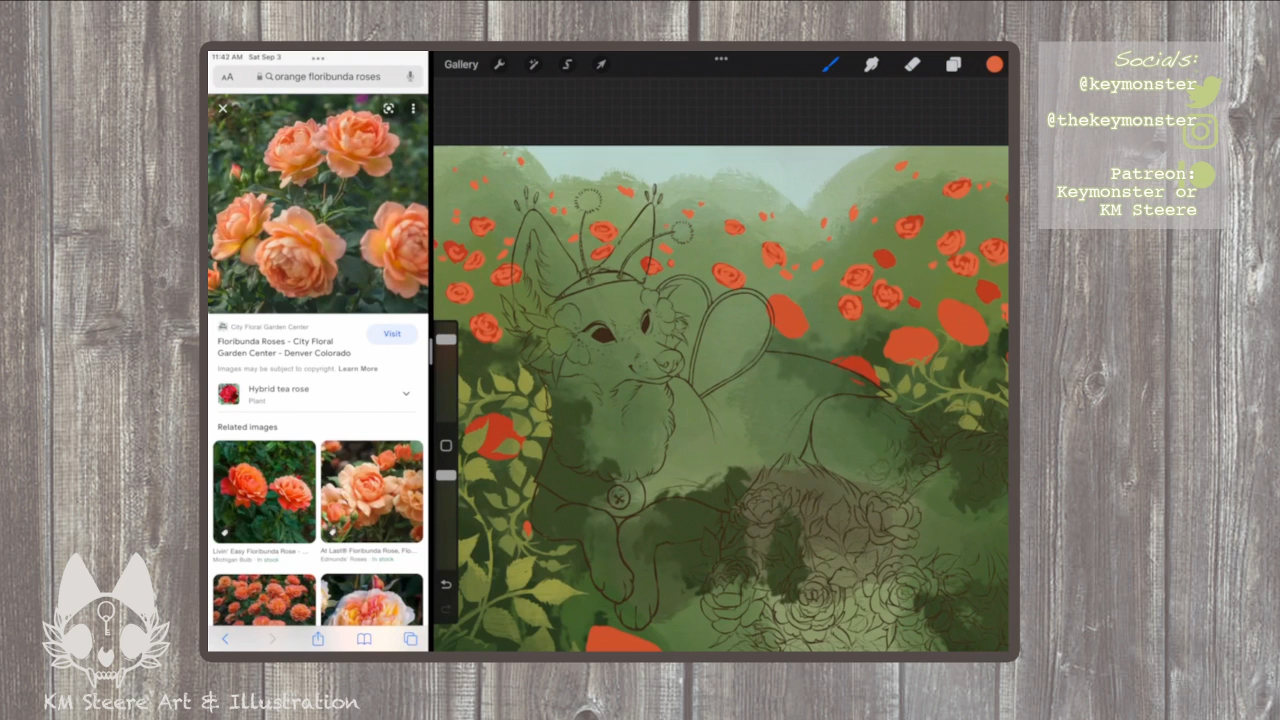 11:42 AM Sat Sep 3
AA orange floribunda roses
City Floral Garden Center
Visit
Floribunda Roses - City Floral
Garden Center - Denver Colorado
Images may be subject to copyright. Learn More
Hybrid tea rose
Plant
Related images
Livin' Easy Floribunda Rose - ...
Michigan Bulb · In stock
At Last® Floribunda Rose, Flo...
Edmunds' Roses · In stock
Gallery
Socials:
@keymonster
@thekeymonster
Patreon:
Keymonster or
KM Steere
KM Steere Art & Illustration